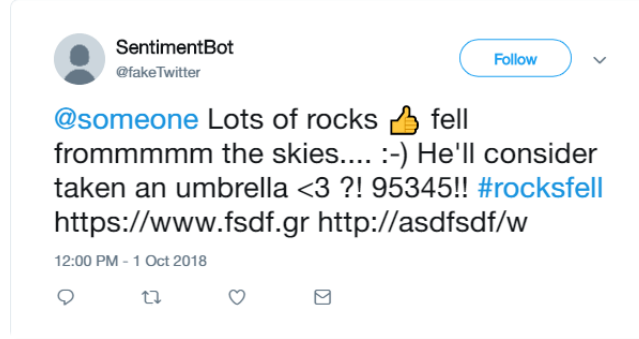 SentimentBot
@fakeTwitter
Follow
@someone Lots of rocks 👍 fell
frommmmm the skies.... :-) He'll consider
taken an umbrella <3 ?! 95345!! #rocksfell
https://www.fsdf.gr http://asdfsdf/w
12:00 PM - 1 Oct 2018